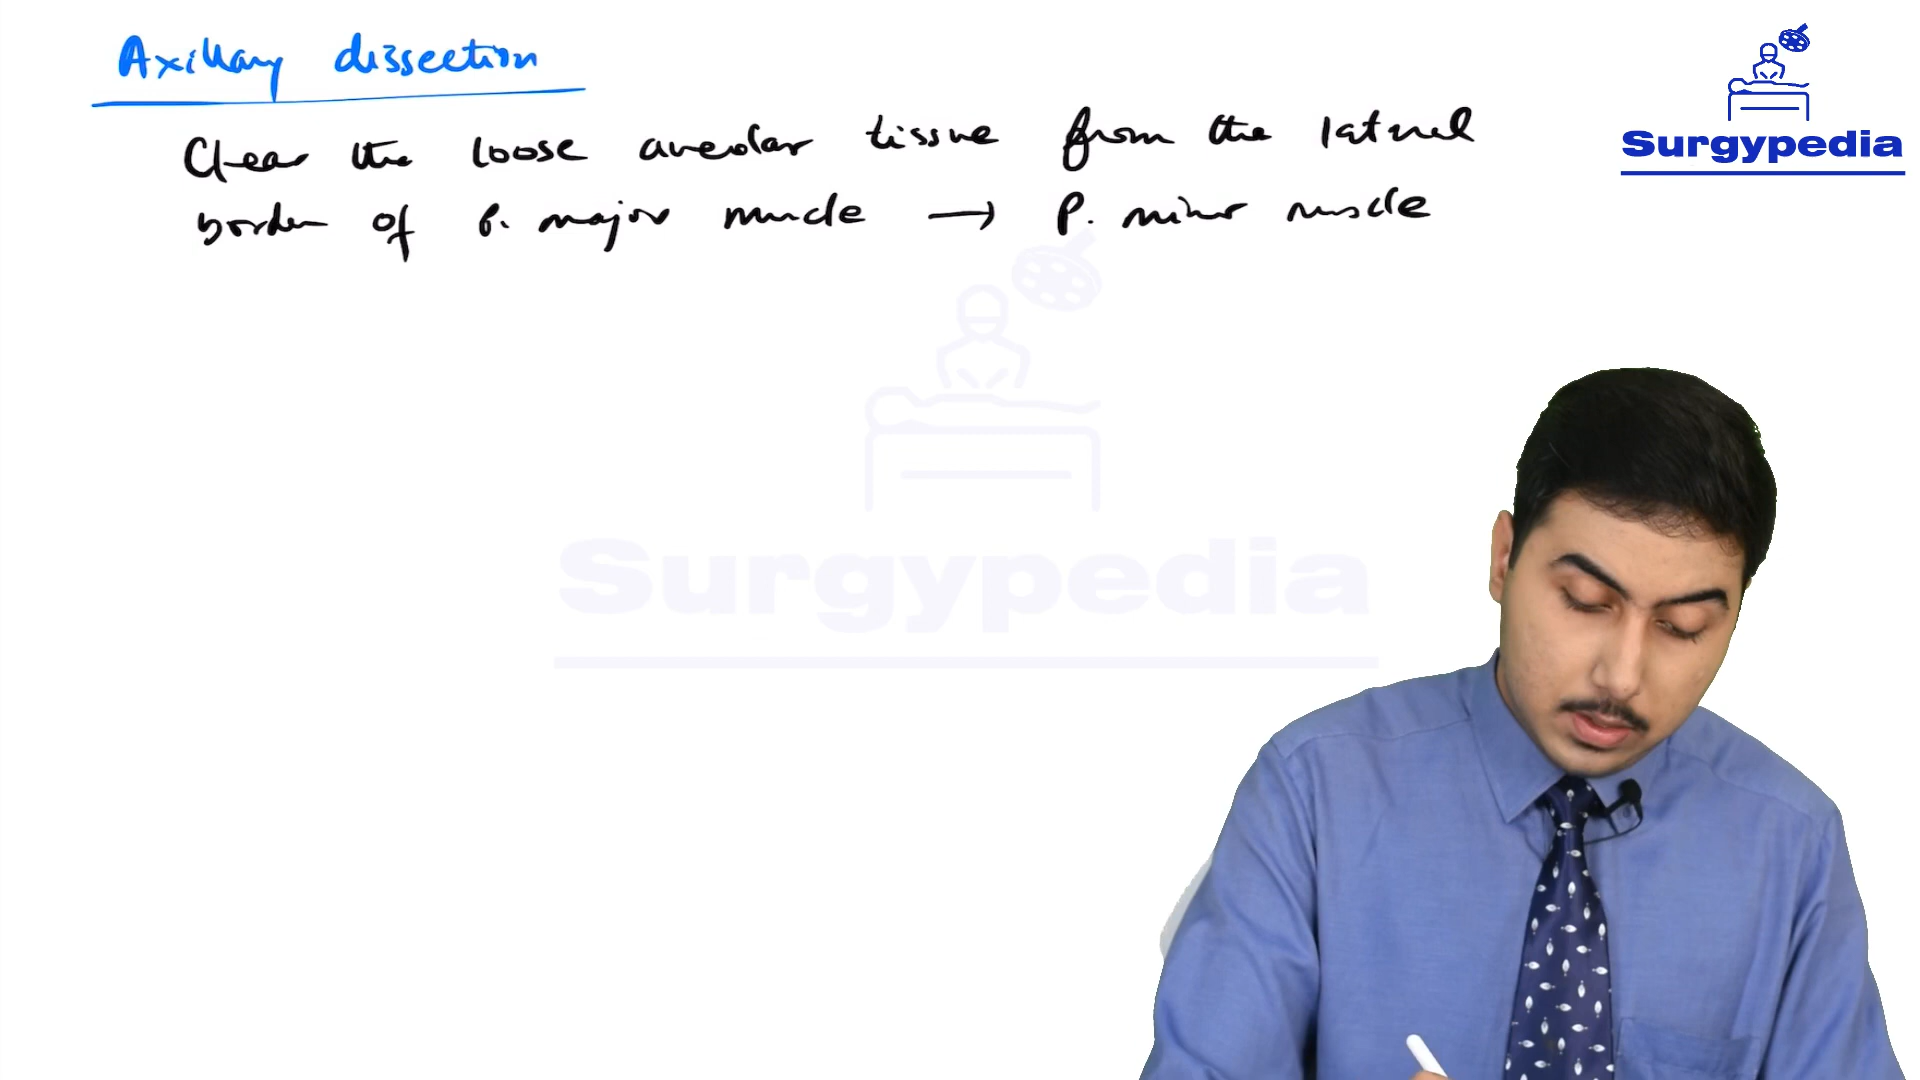 Axillary dissection
Clear the loose areolar tissue from the lateral
border of P. major muscle → P. minor muscle
Surgypedia
Surgypedia